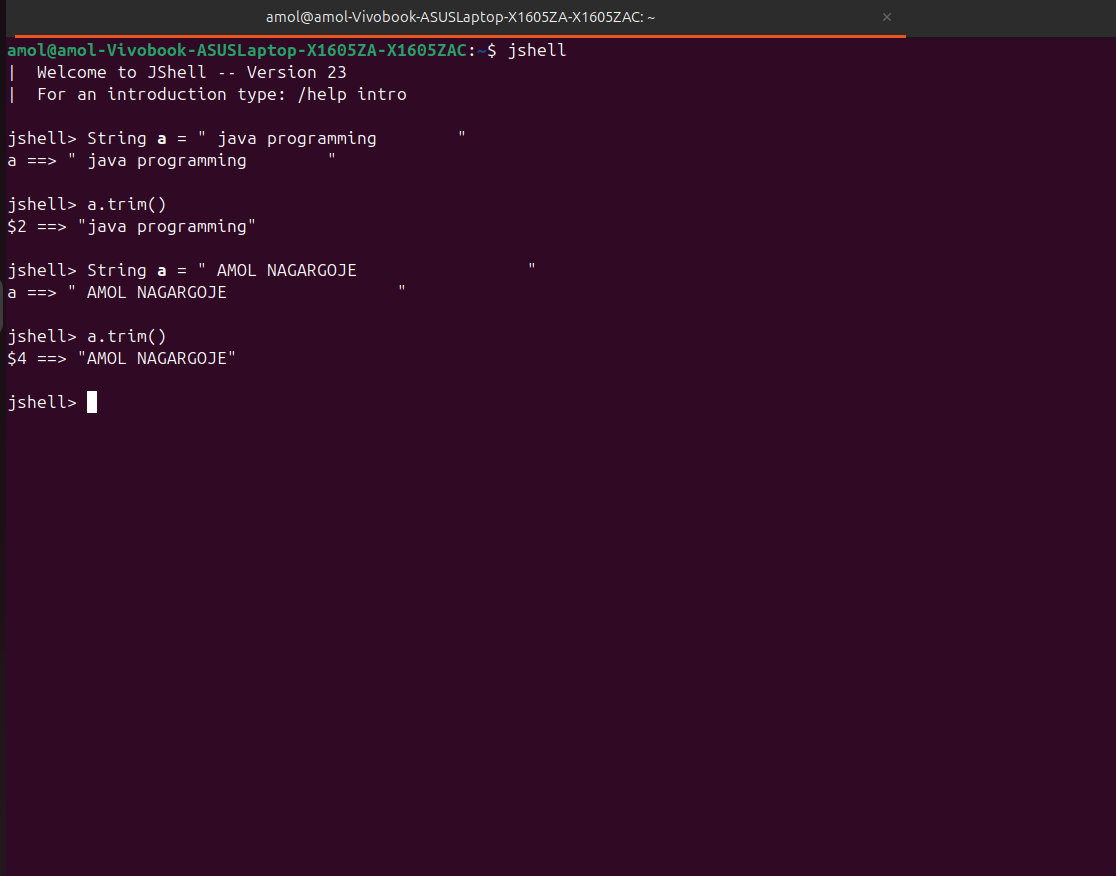 amol@amol-Vivobook-ASUSLaptop-X1605ZA-X1605ZAC: ~
amol@amol-Vivobook-ASUSLaptop-X1605ZA-X1605ZAC:~$ jshell
|  Welcome to JShell -- Version 23
|  For an introduction type: /help intro
jshell> String a = " java programming        "
a ==> " java programming        "
jshell> a.trim()
$2 ==> "java programming"
jshell> String a = " AMOL NAGARGOJE                 "
a ==> " AMOL NAGARGOJE                 "
jshell> a.trim()
$4 ==> "AMOL NAGARGOJE"
jshell>